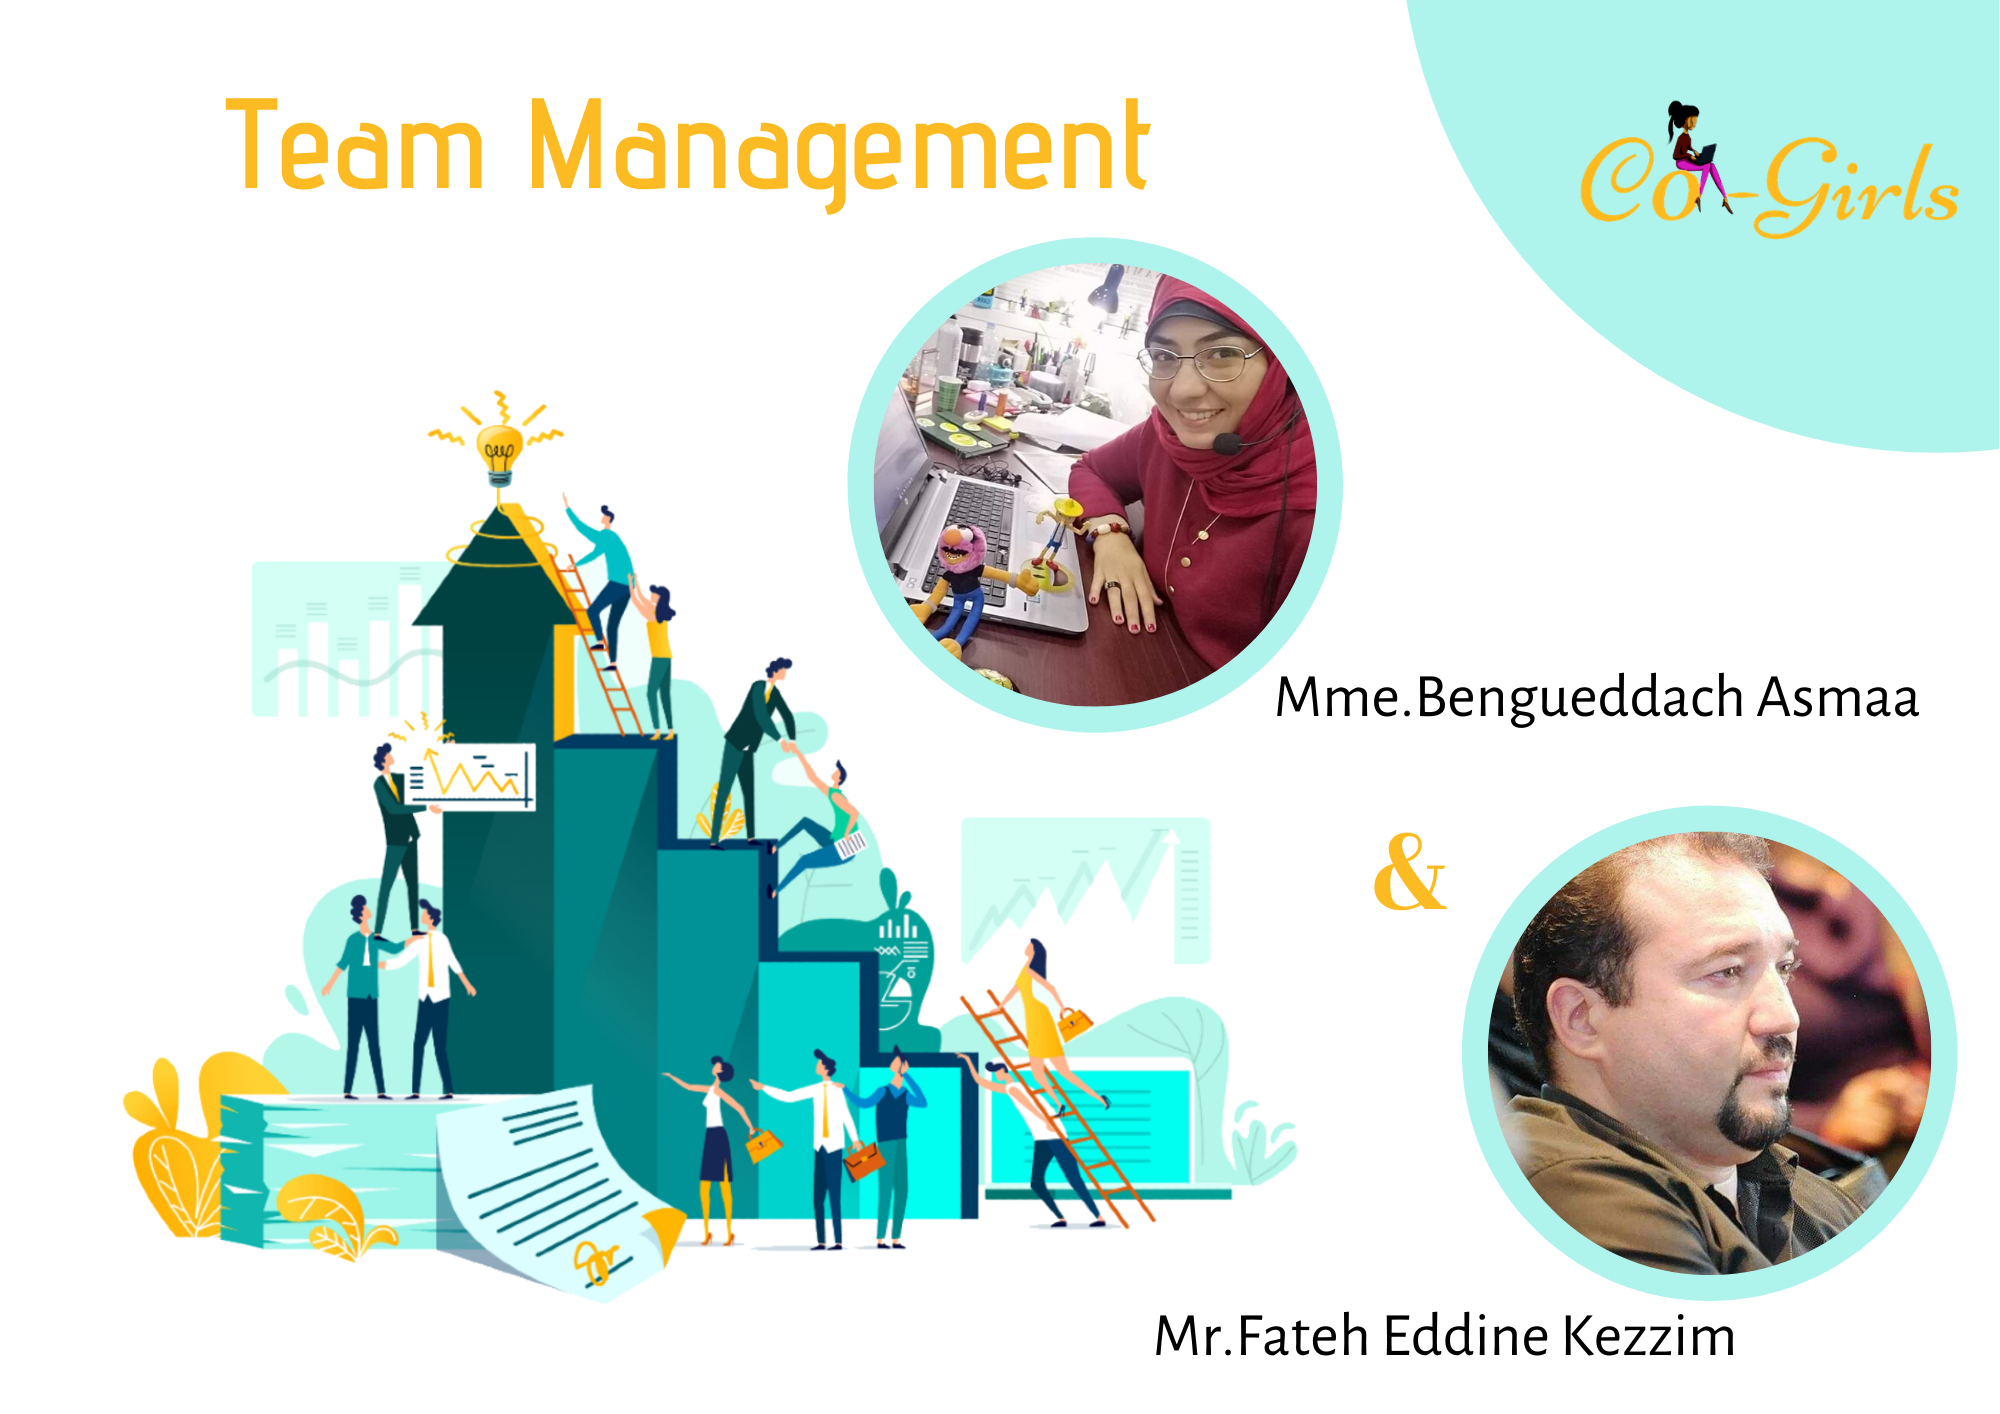 Team Management
Co-Girls
Mme.Bengueddach Asmaa
&
Mr.Fateh Eddine Kezzim